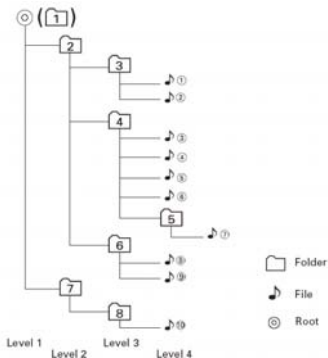 (1)
2
3
①
②
4
③
④
⑤
⑥
5
⑦
6
⑧
⑨
7
8
⑩
Folder
File
Root
Level 1
Level 2
Level 3
Level 4